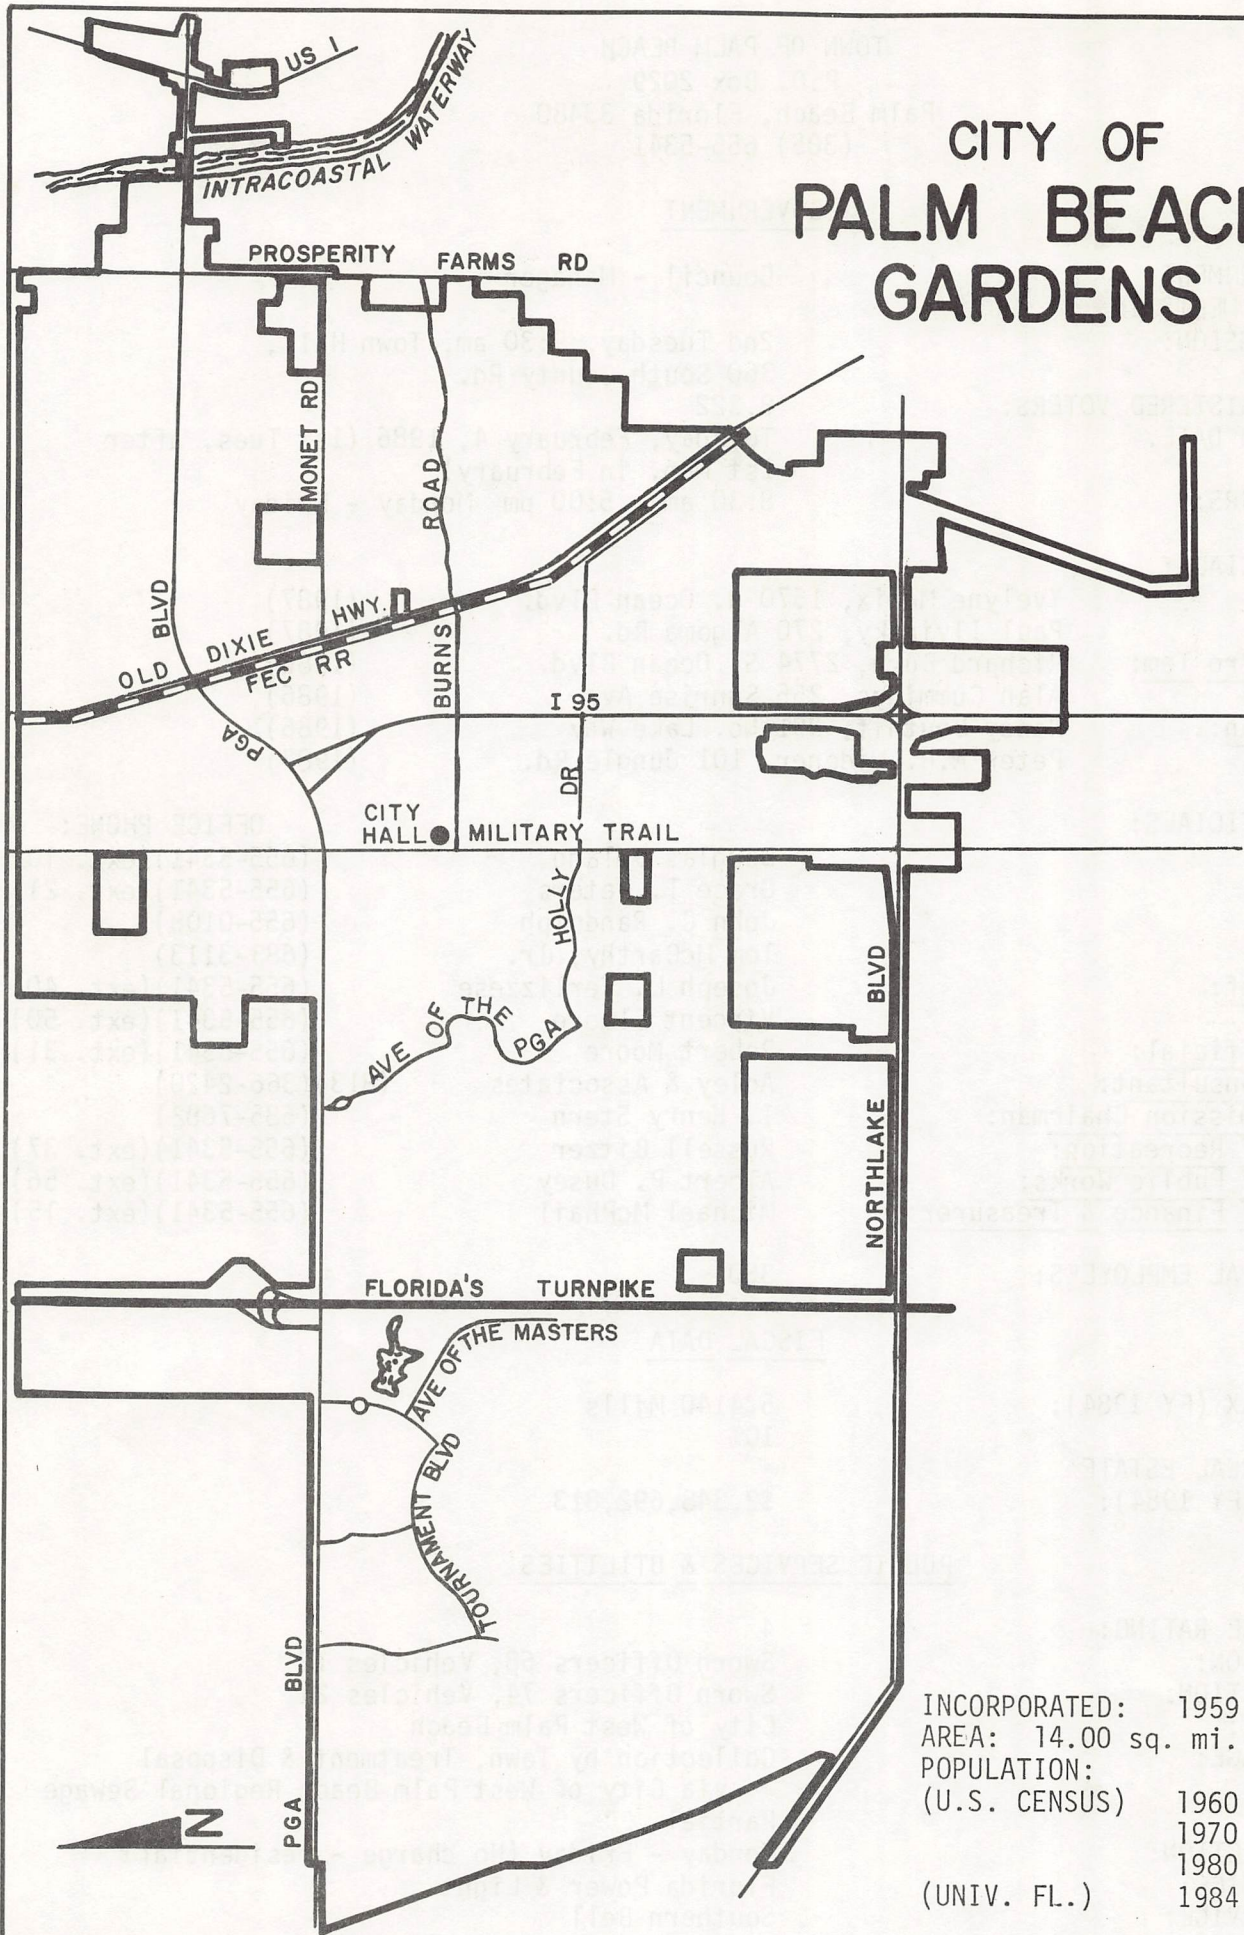 CITY OF
PALM BEACH
GARDENS
US 1
INTRACOASTAL WATERWAY
PROSPERITY FARMS RD
MONET RD
BURNS ROAD
PGA BLVD
OLD DIXIE HWY.
FEC RR
I 95
CITY
HALL
MILITARY TRAIL
HOLLY DR
AVE OF THE PGA
NORTHLAKE BLVD
FLORIDA'S TURNPIKE
AVE OF THE MASTERS
TOURNAMENT BLVD
PGA BLVD
N
INCORPORATED: 1959
AREA: 14.00 sq. mi.
POPULATION:
(U.S. CENSUS) 1960
1970
1980
(UNIV. FL.) 1984